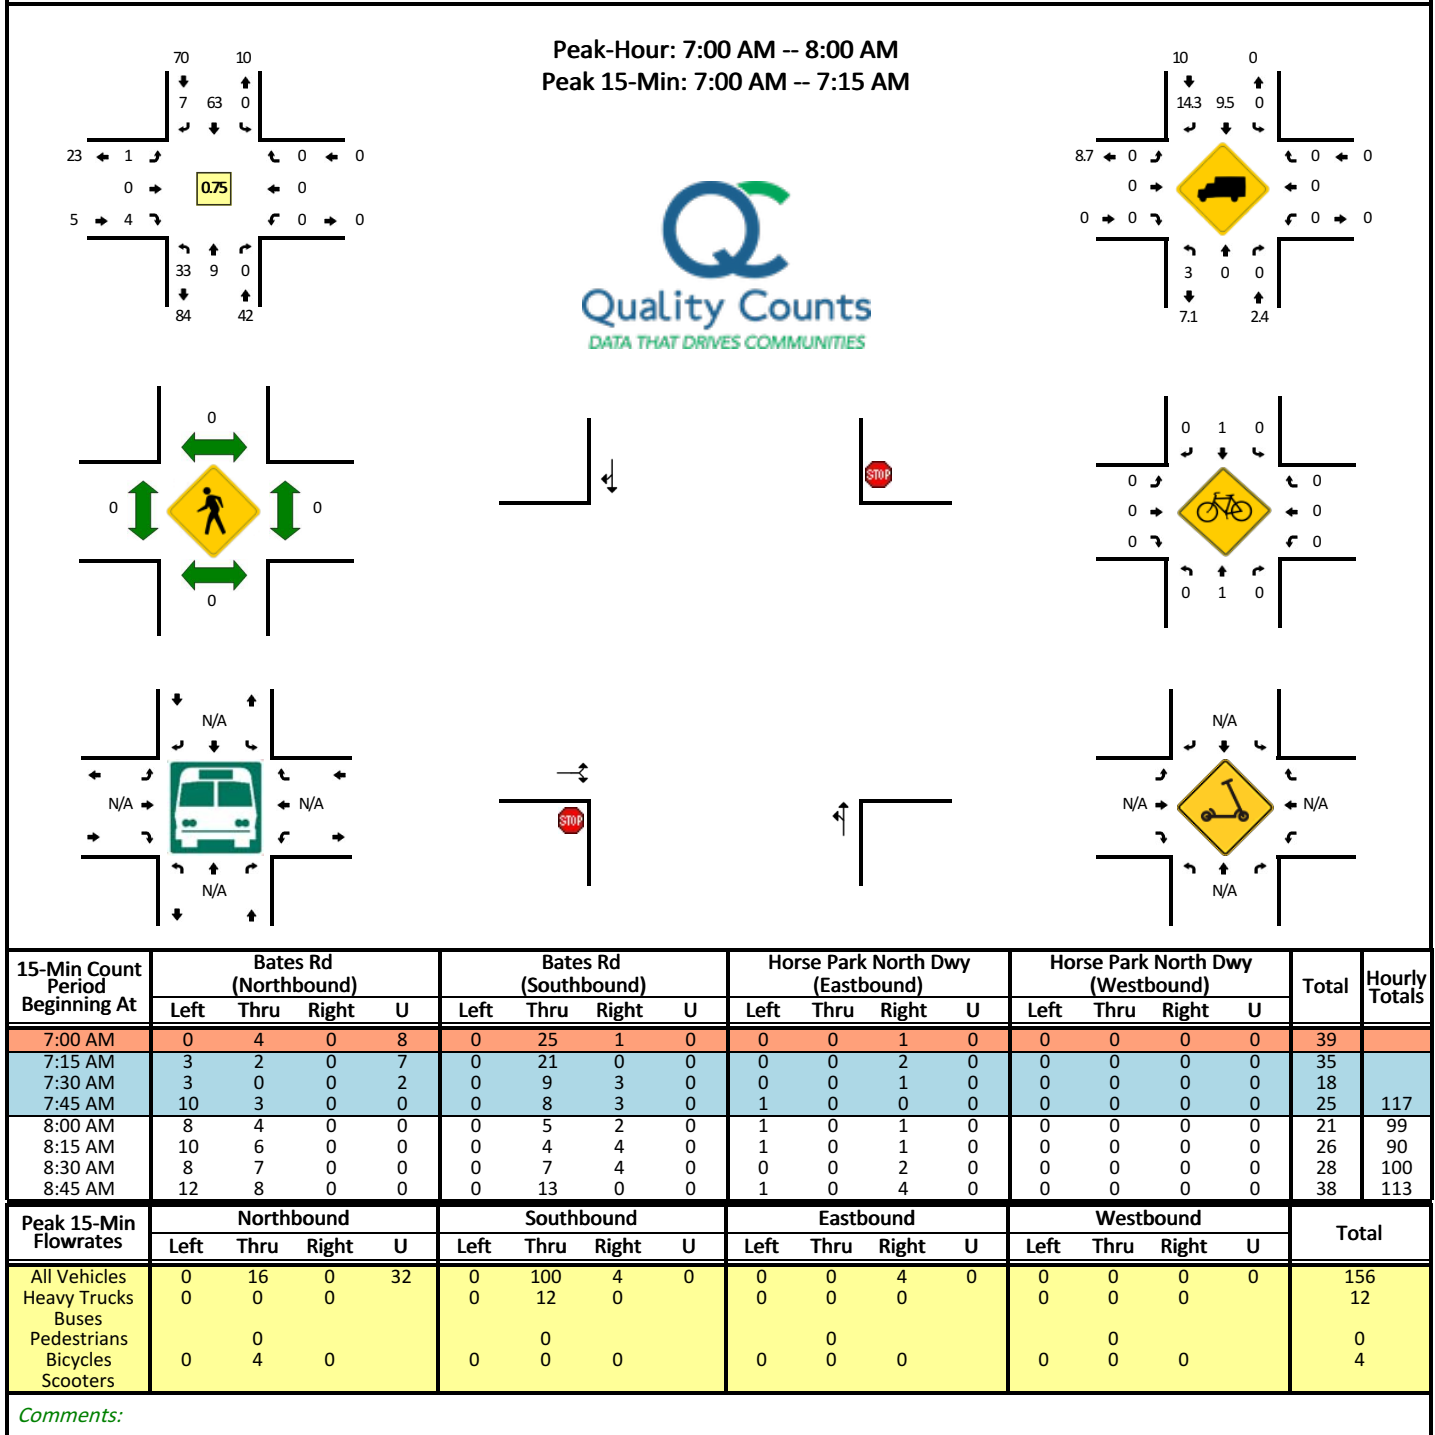 Peak-Hour: 7:00 AM -- 8:00 AM
Peak 15-Min: 7:00 AM -- 7:15 AM
70 10
7 63 0
23 1 0 0
0 0.75 0
5 4 0 0
33 9 0
84 42
QC
Quality Counts
DATA THAT DRIVES COMMUNITIES
10 0
14.3 9.5 0
8.7 0 0 0
0 0
0 0 0 0
3 0 0
7.1 2.4
0
0 0
0
STOP
STOP
0 1 0
0 0
0 0
0 0
0 1 0
N/A
N/A N/A
N/A
N/A
N/A N/A
N/A
15-Min Count Period Beginning At | Bates Rd (Northbound) | Bates Rd (Southbound) | Horse Park North Dwy (Eastbound) | Horse Park North Dwy (Westbound) | Total | Hourly Totals
Left Thru Right U Left Thru Right U Left Thru Right U Left Thru Right U
7:00 AM 0 4 0 8 0 25 1 0 0 0 1 0 0 0 0 0 39
7:15 AM 3 2 0 7 0 21 0 0 0 0 2 0 0 0 0 0 35
7:30 AM 3 0 0 2 0 9 3 0 0 0 1 0 0 0 0 0 18
7:45 AM 10 3 0 0 0 8 3 0 1 0 0 0 0 0 0 0 25 117
8:00 AM 8 4 0 0 0 5 2 0 1 0 1 0 0 0 0 0 21 99
8:15 AM 10 6 0 0 0 4 4 0 1 0 1 0 0 0 0 0 26 90
8:30 AM 8 7 0 0 0 7 4 0 0 0 2 0 0 0 0 0 28 100
8:45 AM 12 8 0 0 0 13 0 0 1 0 4 0 0 0 0 0 38 113
Peak 15-Min Flowrates | Northbound | Southbound | Eastbound | Westbound | Total
Left Thru Right U Left Thru Right U Left Thru Right U Left Thru Right U
All Vehicles 0 16 0 32 0 100 4 0 0 0 4 0 0 0 0 0 156
Heavy Trucks 0 0 0 0 12 0 0 0 0 0 0 0 12
Buses
Pedestrians 0 0 0 0 0
Bicycles 0 4 0 0 0 0 0 0 0 0 0 0 4
Scooters
Comments: